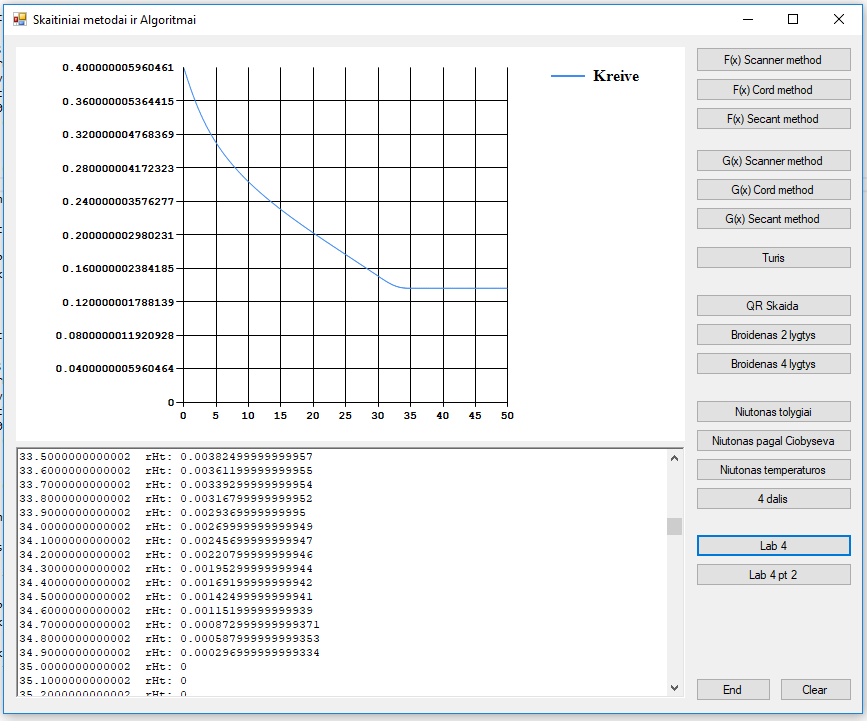 Skaitiniai metodai ir Algoritmai
0.400000005960461
0.360000005364415
0.320000004768369
0.280000004172323
0.240000003576277
0.200000002980231
0.160000002384185
0.120000001788139
0.0800000011920928
0.0400000005960464
0
0 5 10 15 20 25 30 35 40 45 50
Kreive
33.5000000000002 rHt: 0.00382499999999957
33.6000000000002 rHt: 0.00361199999999955
33.7000000000002 rHt: 0.00339299999999954
33.8000000000002 rHt: 0.00316799999999952
33.9000000000002 rHt: 0.0029369999999995
34.0000000000002 rHt: 0.00269999999999949
34.1000000000002 rHt: 0.00245699999999947
34.2000000000002 rHt: 0.00220799999999946
34.3000000000002 rHt: 0.00195299999999944
34.4000000000002 rHt: 0.00169199999999942
34.5000000000002 rHt: 0.00142499999999941
34.6000000000002 rHt: 0.00115199999999939
34.7000000000002 rHt: 0.000872999999999371
34.8000000000002 rHt: 0.000587999999999353
34.9000000000002 rHt: 0.000296999999999334
35.0000000000002 rHt: 0
35.1000000000002 rHt: 0
35.2000000000002 rHt: 0
F(x) Scanner method
F(x) Cord method
F(x) Secant method
G(x) Scanner method
G(x) Cord method
G(x) Secant method
Turis
QR Skaida
Broidenas 2 lygtys
Broidenas 4 lygtys
Niutonas tolygiai
Niutonas pagal Ciobyseva
Niutonas temperaturos
4 dalis
Lab 4
Lab 4 pt 2
End
Clear